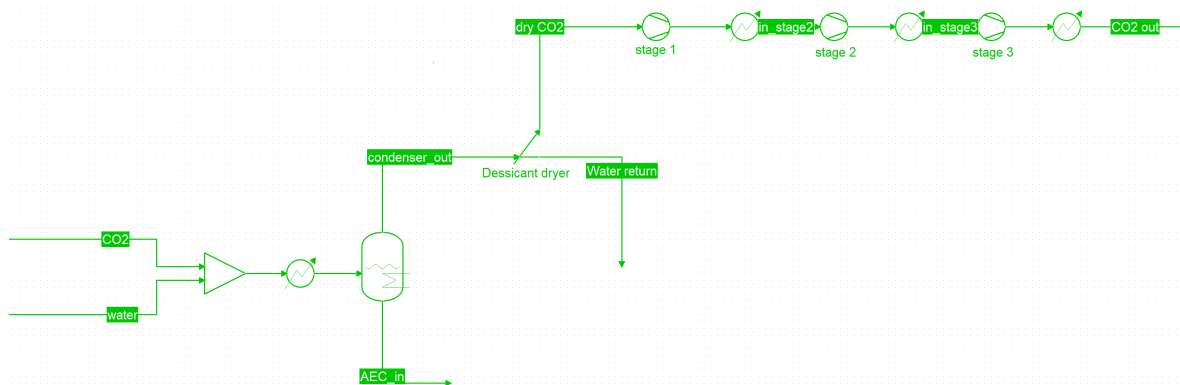 dry CO2
in_stage2
in_stage3
CO2 out
stage 1
stage 2
stage 3
condenser_out
Dessicant dryer
Water return
CO2
water
AEC_in